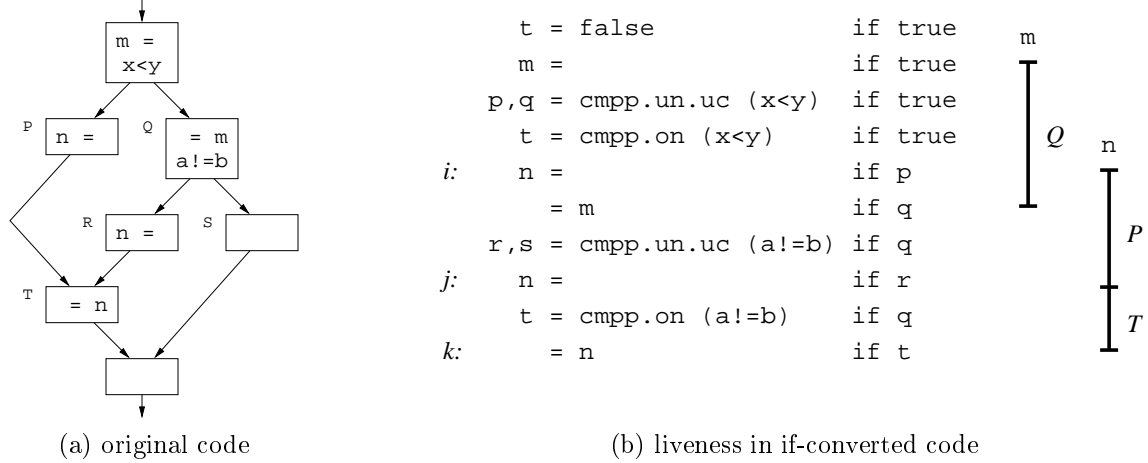 m =
x<y
P
n =
Q
= m
a!=b
R
n =
S
T
= n
(a) original code
t = false if true
m = if true
p,q = cmpp.un.uc (x<y) if true
t = cmpp.on (x<y) if true
i: n = if p
= m if q
r,s = cmpp.un.uc (a!=b) if q
j: n = if r
t = cmpp.on (a!=b) if q
k: = n if t
m
Q
n
P
T
(b) liveness in if-converted code